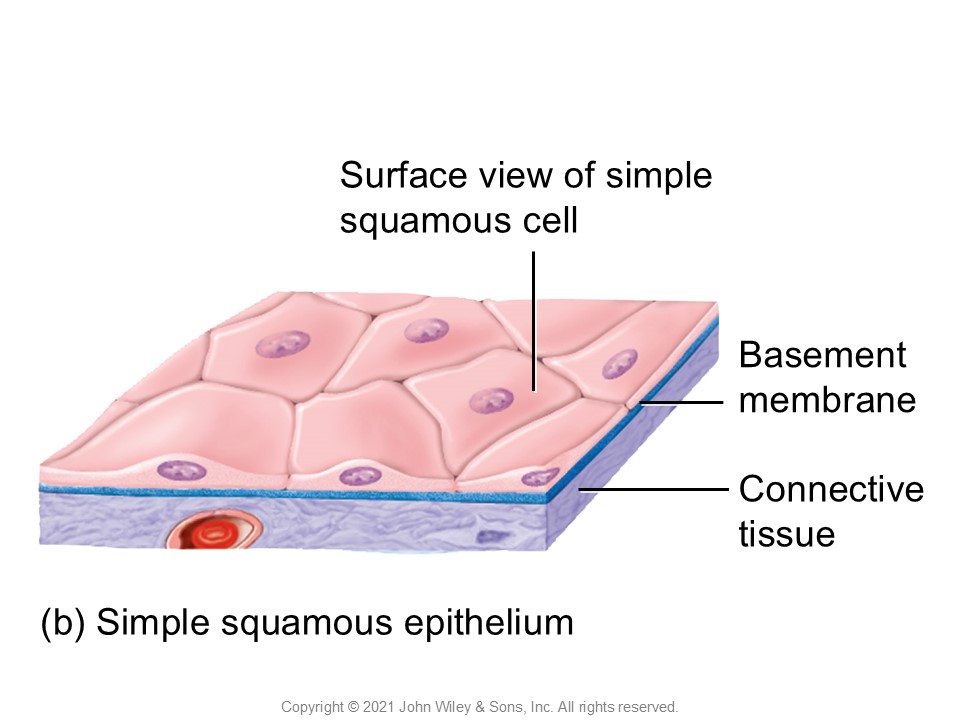 Surface view of simple
squamous cell
Basement
membrane
Connective
tissue
(b) Simple squamous epithelium
Copyright © 2021 John Wiley & Sons, Inc. All rights reserved.